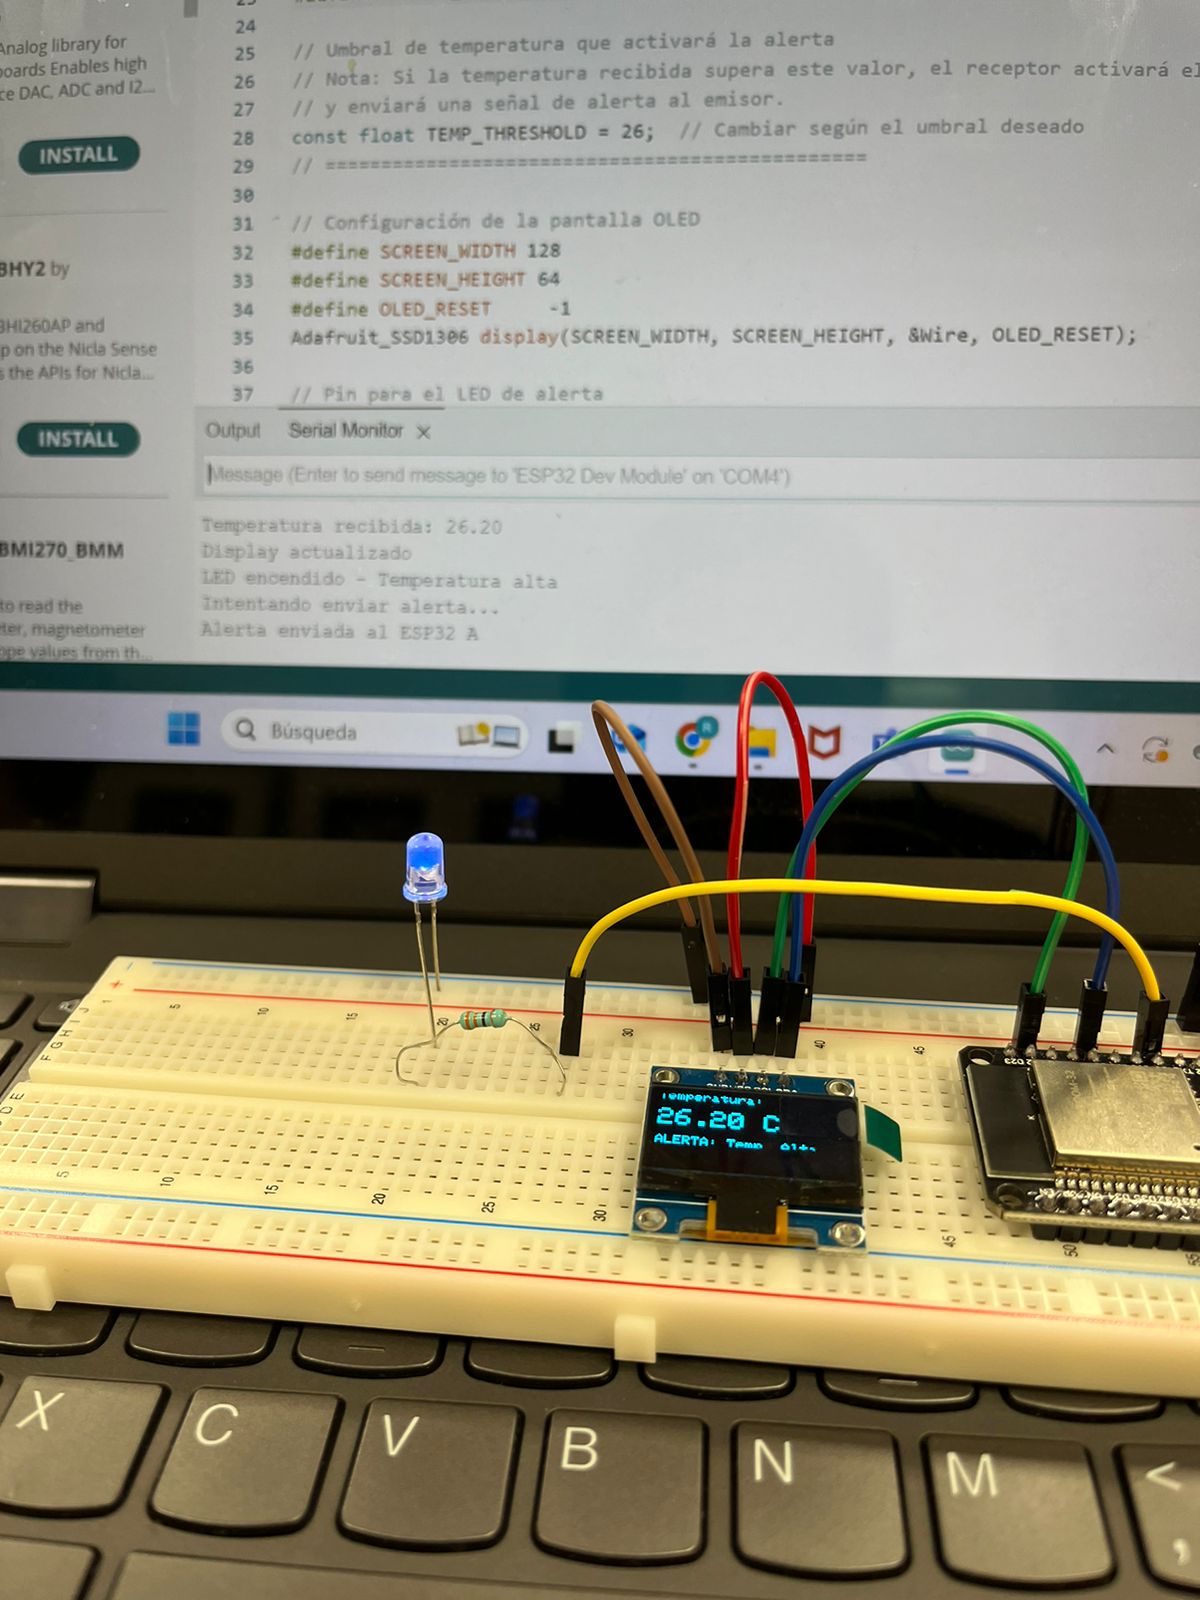 Analog library for
boards Enables high
ce DAC, ADC and I2...
INSTALL
BHY2 by
BHI260AP and
p on the Nicla Sense
s the APIs for Nicla...
INSTALL
BMI270_BMM
to read the
ter, magnetometer
ope values from th...
24
25 // Umbral de temperatura que activará la alerta
26 // Nota: Si la temperatura recibida supera este valor, el receptor activará el
27 // y enviará una señal de alerta al emisor.
28 const float TEMP_THRESHOLD = 26; // Cambiar según el umbral deseado
29 // ================================================
30
31 // Configuración de la pantalla OLED
32 #define SCREEN_WIDTH 128
33 #define SCREEN_HEIGHT 64
34 #define OLED_RESET -1
35 Adafruit_SSD1306 display(SCREEN_WIDTH, SCREEN_HEIGHT, &Wire, OLED_RESET);
36
37 // Pin para el LED de alerta
Output Serial Monitor ×
Message (Enter to send message to 'ESP32 Dev Module' on 'COM4')
Temperatura recibida: 26.20
Display actualizado
LED encendido - Temperatura alta
Intentando enviar alerta...
Alerta enviada al ESP32 A
Búsqueda
R
- +
1 5 10 15 20 25 30 40 45
J
I
H
G
F
E
D
5 10 15 20 25 30 45 50
Temperatura:
26.20 C
ALERTA: Temp Alta
X C V B N M <
,